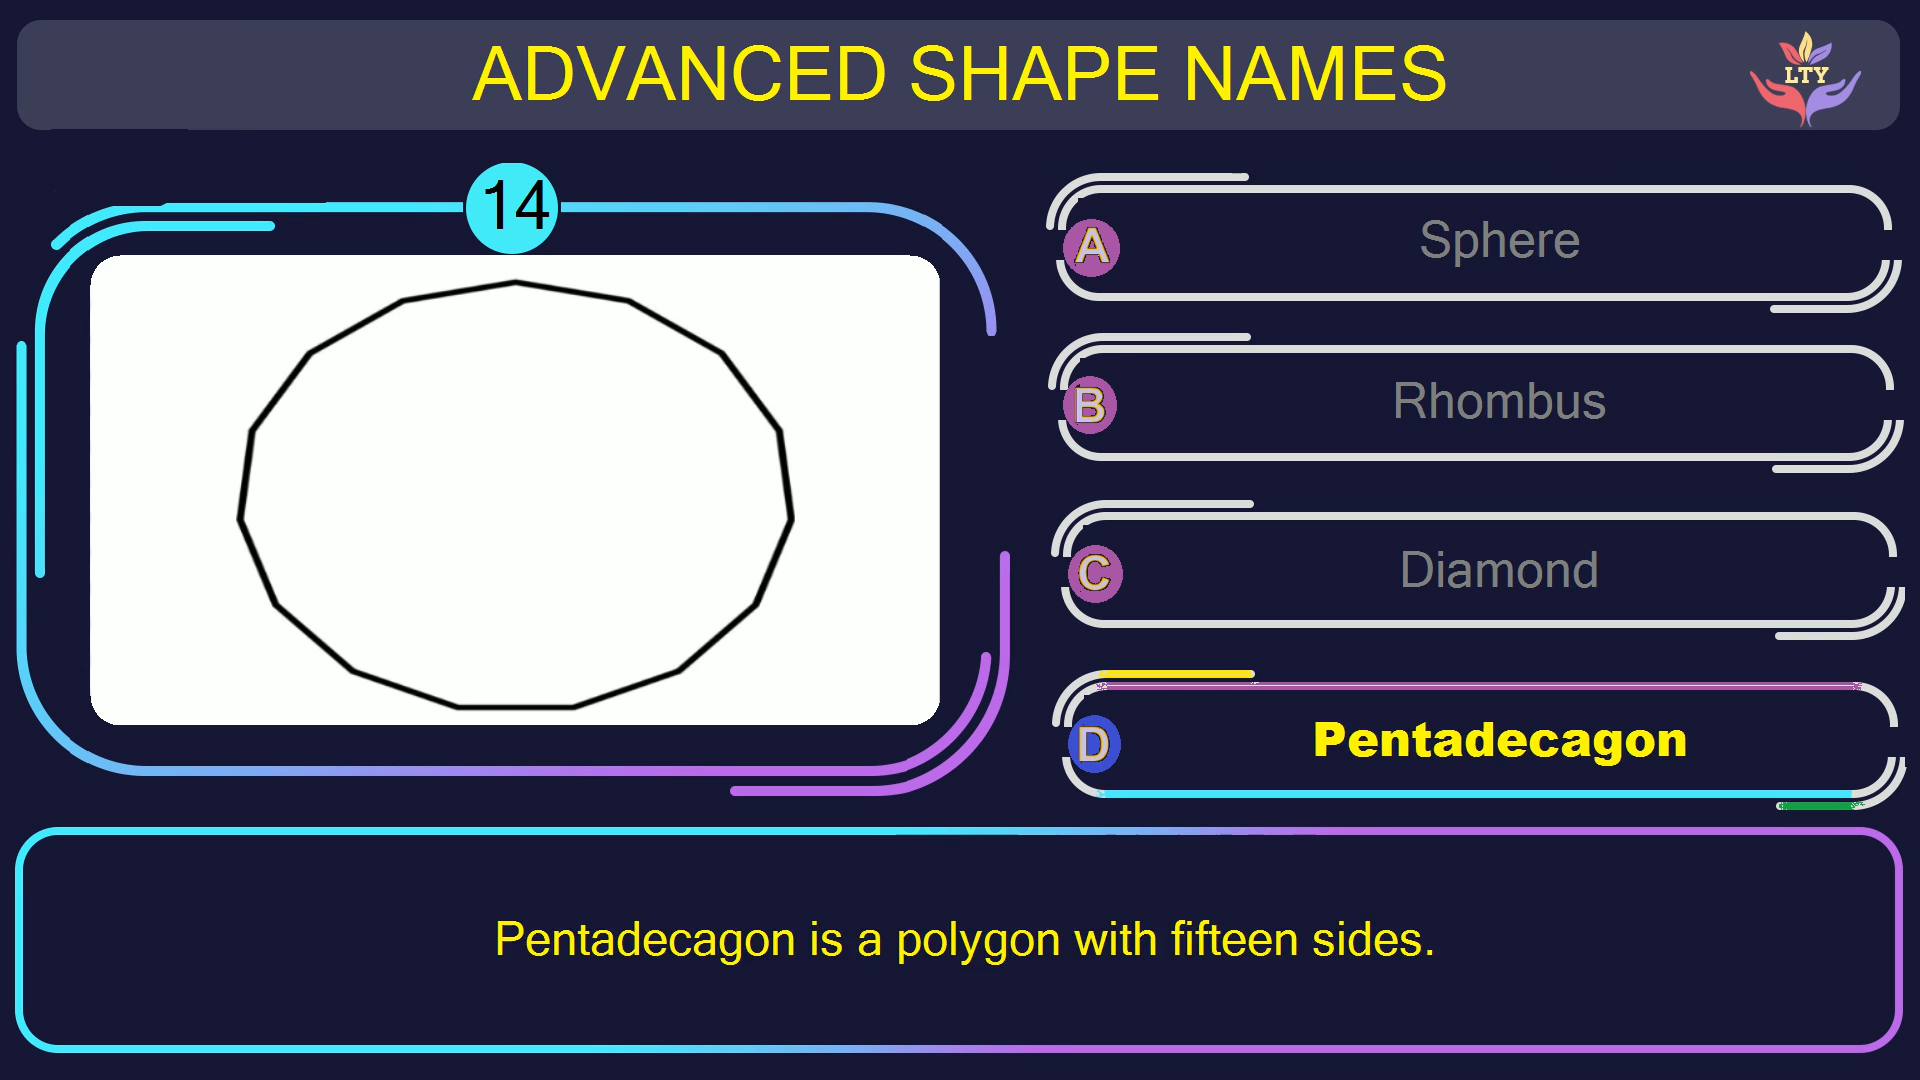 ADVANCED SHAPE NAMES
LTY
14
A
Sphere
B
Rhombus
C
Diamond
D
Pentadecagon
Pentadecagon is a polygon with fifteen sides.